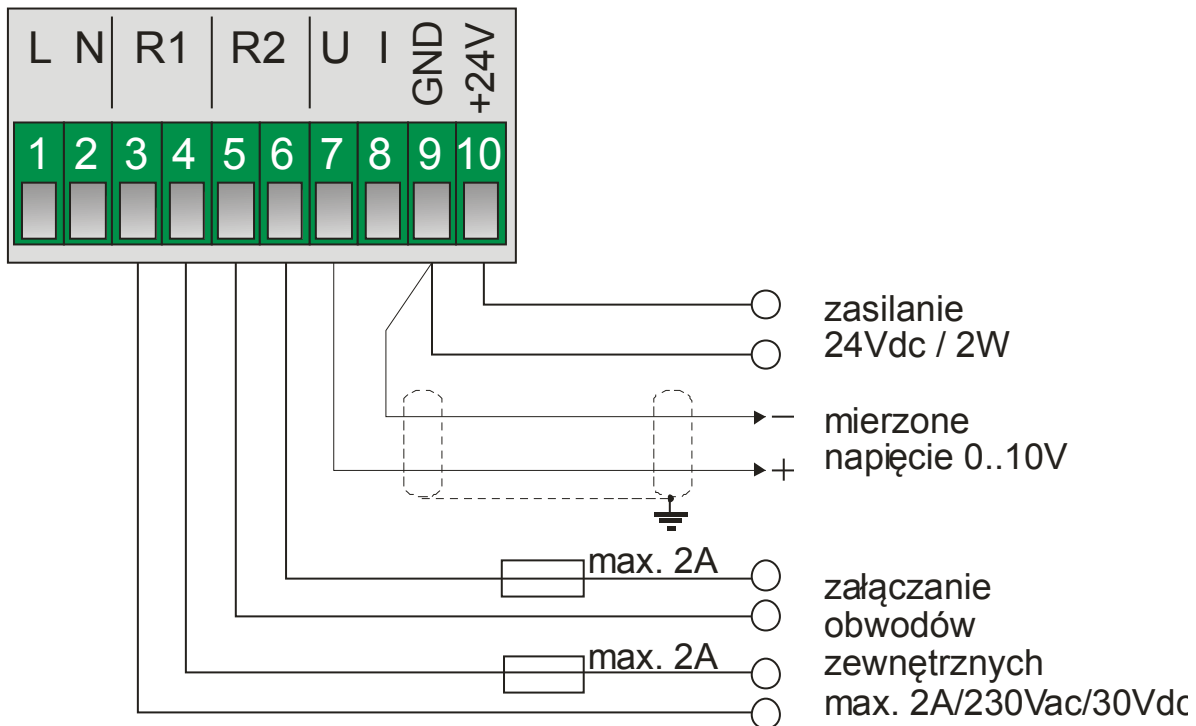 L N R1 R2 U I GND +24V
1 2 3 4 5 6 7 8 9 10
zasilanie
24Vdc / 2W
mierzone
napięcie 0..10V
max. 2A
załączanie
obwodów
max. 2A
zewnętrznych
max. 2A/230Vac/30Vdc